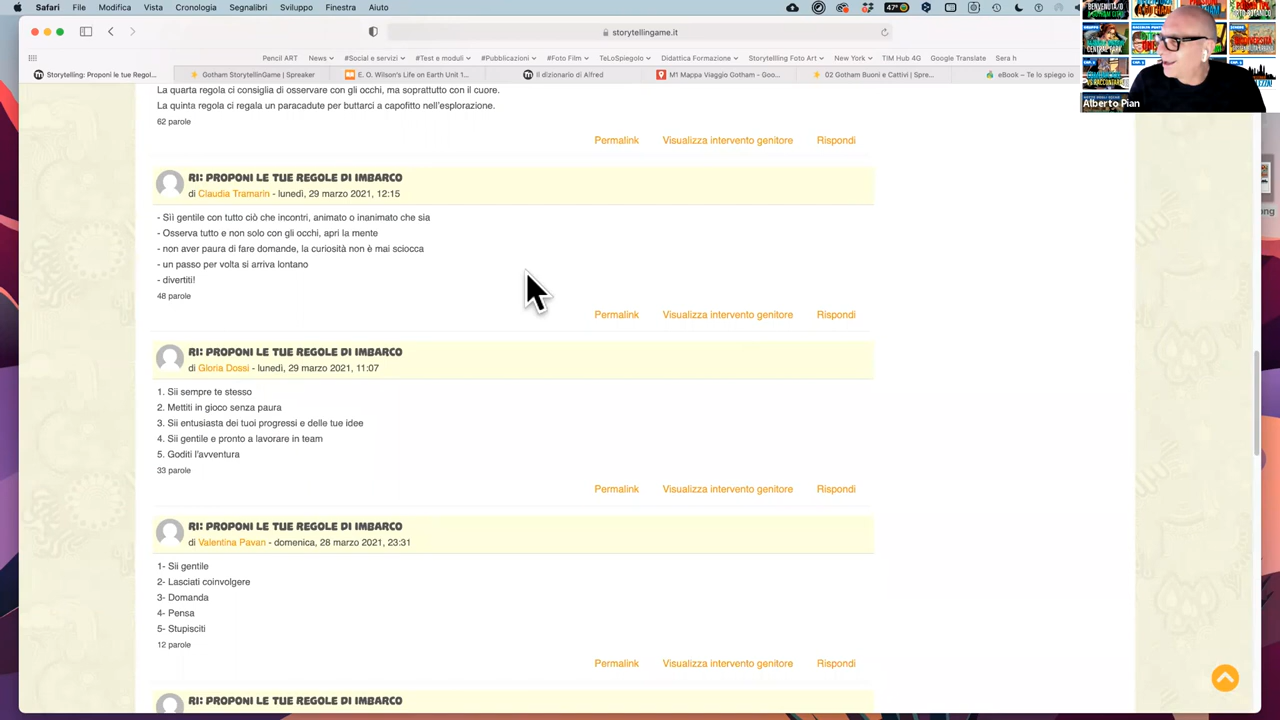 Safari File Modifica Vista Cronologia Segnalibri Sviluppo Finestra Aiuto
47°
storytellingame.it
Pencil ART News #Social e servizi #Test e moduli #Pubblicazioni #Foto Film TeLoSpiegolo Didattica Formazione Storytelllig Foto Art New York TIM Hub 4G Google Translate Sera h
Storytelling: Proponi le tue Regol... Gotham StorytellinGame | Spreaker E. O. Wilson's Life on Earth Unit 1... il dizionario di Alfred M1 Mappa Viaggio Gotham - Goo... 02 Gotham Buoni e Cattivi | Spre... eBook – Te lo spiego io
Alberto Pian
La quarta regola ci consiglia di osservare con gli occhi, ma soprattutto con il cuore.
La quinta regola ci regala un paracadute per buttarci a capofitto nell'esplorazione.
62 parole
Permalink Visualizza intervento genitore Rispondi
RI: PROPONI LE TUE REGOLE DI IMBARCO
di Claudia Tramarin - lunedì, 29 marzo 2021, 12:15
- Sìì gentile con tutto ciò che incontri, animato o inanimato che sia
- Osserva tutto e non solo con gli occhi, apri la mente
- non aver paura di fare domande, la curiosità non è mai sciocca
- un passo per volta si arriva lontano
- divertiti!
48 parole
Permalink Visualizza intervento genitore Rispondi
RI: PROPONI LE TUE REGOLE DI IMBARCO
di Gloria Dossi - lunedì, 29 marzo 2021, 11:07
1. Sii sempre te stesso
2. Mettiti in gioco senza paura
3. Sii entusiasta dei tuoi progressi e delle tue idee
4. Sii gentile e pronto a lavorare in team
5. Goditi l'avventura
33 parole
Permalink Visualizza intervento genitore Rispondi
RI: PROPONI LE TUE REGOLE DI IMBARCO
di Valentina Pavan - domenica, 28 marzo 2021, 23:31
1- Sii gentile
2- Lasciati coinvolgere
3- Domanda
4- Pensa
5- Stupisciti
12 parole
Permalink Visualizza intervento genitore Rispondi
RI: PROPONI LE TUE REGOLE DI IMBARCO